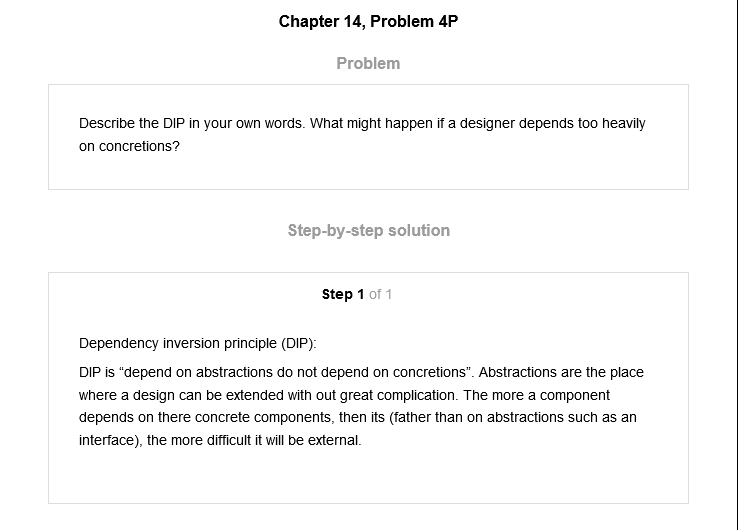 Chapter 14, Problem 4P
Problem
Describe the DIP in your own words. What might happen if a designer depends too heavily
on concretions?
Step-by-step solution
Step 1 of 1
Dependency inversion principle (DIP):
DIP is “depend on abstractions do not depend on concretions”. Abstractions are the place
where a design can be extended with out great complication. The more a component
depends on there concrete components, then its (father than on abstractions such as an
interface), the more difficult it will be external.